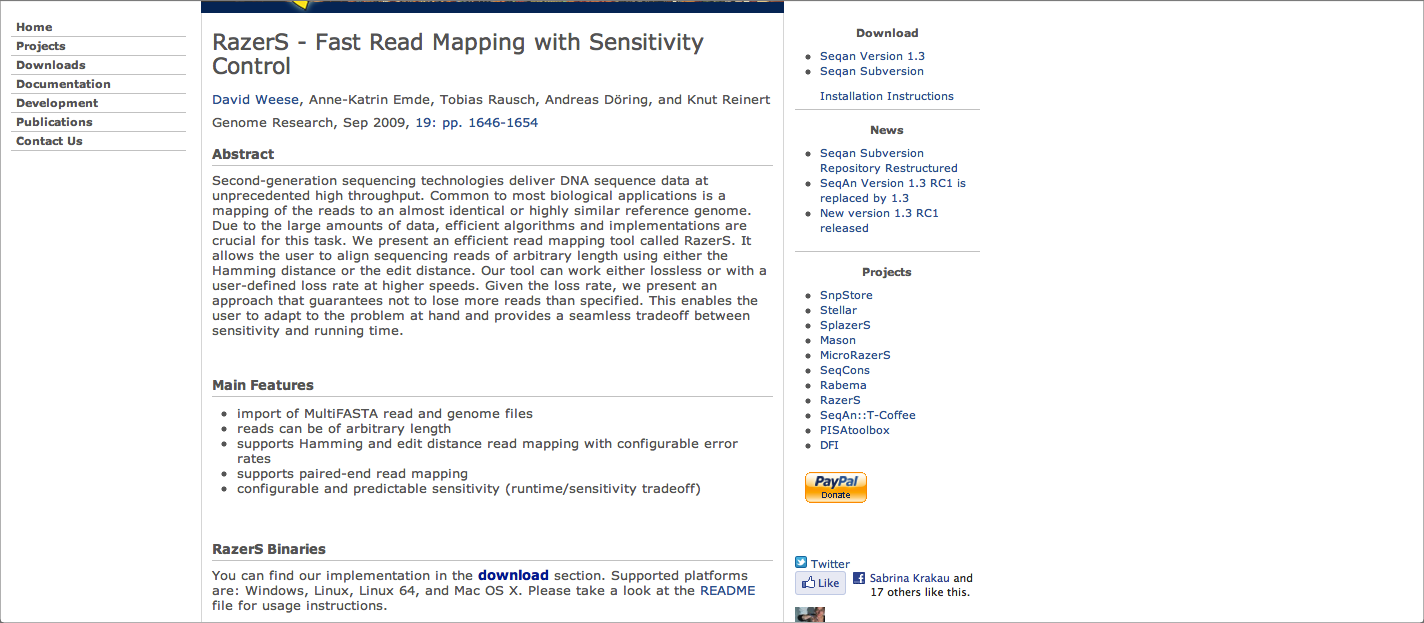 Home
Projects
Downloads
Documentation
Development
Publications
Contact Us
RazerS - Fast Read Mapping with Sensitivity
Control
David Weese, Anne-Katrin Emde, Tobias Rausch, Andreas Döring, and Knut Reinert
Genome Research, Sep 2009, 19: pp. 1646-1654
Abstract
Second-generation sequencing technologies deliver DNA sequence data at
unprecedented high throughput. Common to most biological applications is a
mapping of the reads to an almost identical or highly similar reference genome.
Due to the large amounts of data, efficient algorithms and implementations are
crucial for this task. We present an efficient read mapping tool called RazerS. It
allows the user to align sequencing reads of arbitrary length using either the
Hamming distance or the edit distance. Our tool can work either lossless or with a
user-defined loss rate at higher speeds. Given the loss rate, we present an
approach that guarantees not to lose more reads than specified. This enables the
user to adapt to the problem at hand and provides a seamless tradeoff between
sensitivity and running time.
Main Features
import of MultiFASTA read and genome files
reads can be of arbitrary length
supports Hamming and edit distance read mapping with configurable error
rates
supports paired-end read mapping
configurable and predictable sensitivity (runtime/sensitivity tradeoff)
RazerS Binaries
You can find our implementation in the download section. Supported platforms
are: Windows, Linux, Linux 64, and Mac OS X. Please take a look at the README
file for usage instructions.
Download
Seqan Version 1.3
Seqan Subversion
Installation Instructions
News
Seqan Subversion
Repository Restructured
SeqAn Version 1.3 RC1 is
replaced by 1.3
New version 1.3 RC1
released
Projects
SnpStore
Stellar
SplazerS
Mason
MicroRazerS
SeqCons
Rabema
RazerS
SeqAn::T-Coffee
PISAtoolbox
DFI
PayPal
Donate
Twitter
Like
Sabrina Krakau and
17 others like this.